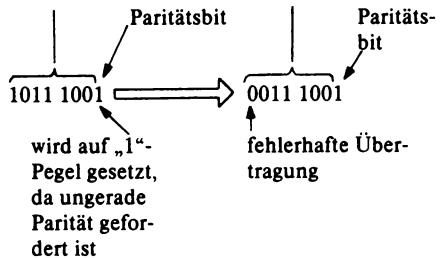 Paritätsbit
Paritäts-
bit
1011 1001
0011 1001
wird auf „1“-
Pegel gesetzt,
da ungerade
Parität gefor-
dert ist
fehlerhafte Über-
tragung